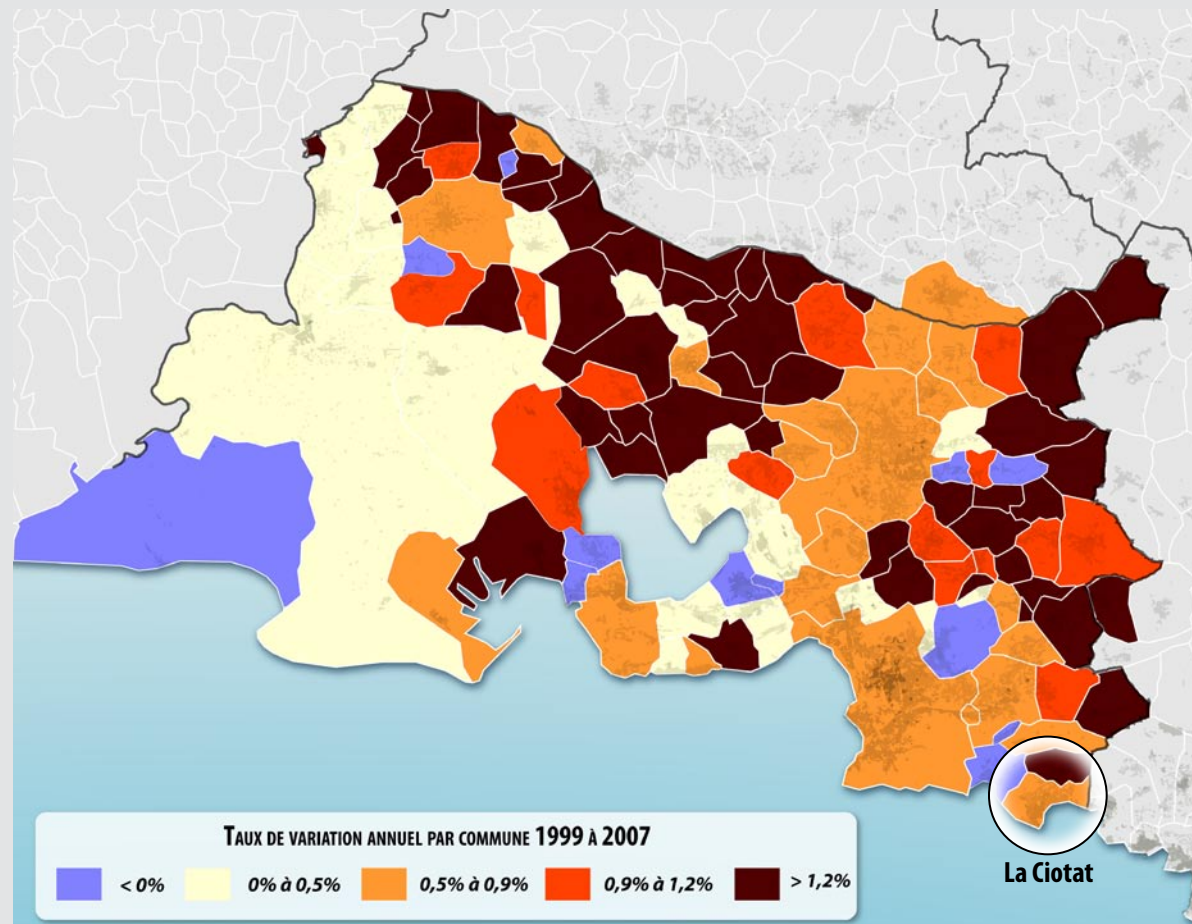 La Ciotat
TAUX DE VARIATION ANNUEL PAR COMMUNE 1999 À 2007
< 0%
0% à 0,5%
0,5% à 0,9%
0,9% à 1,2%
> 1,2%